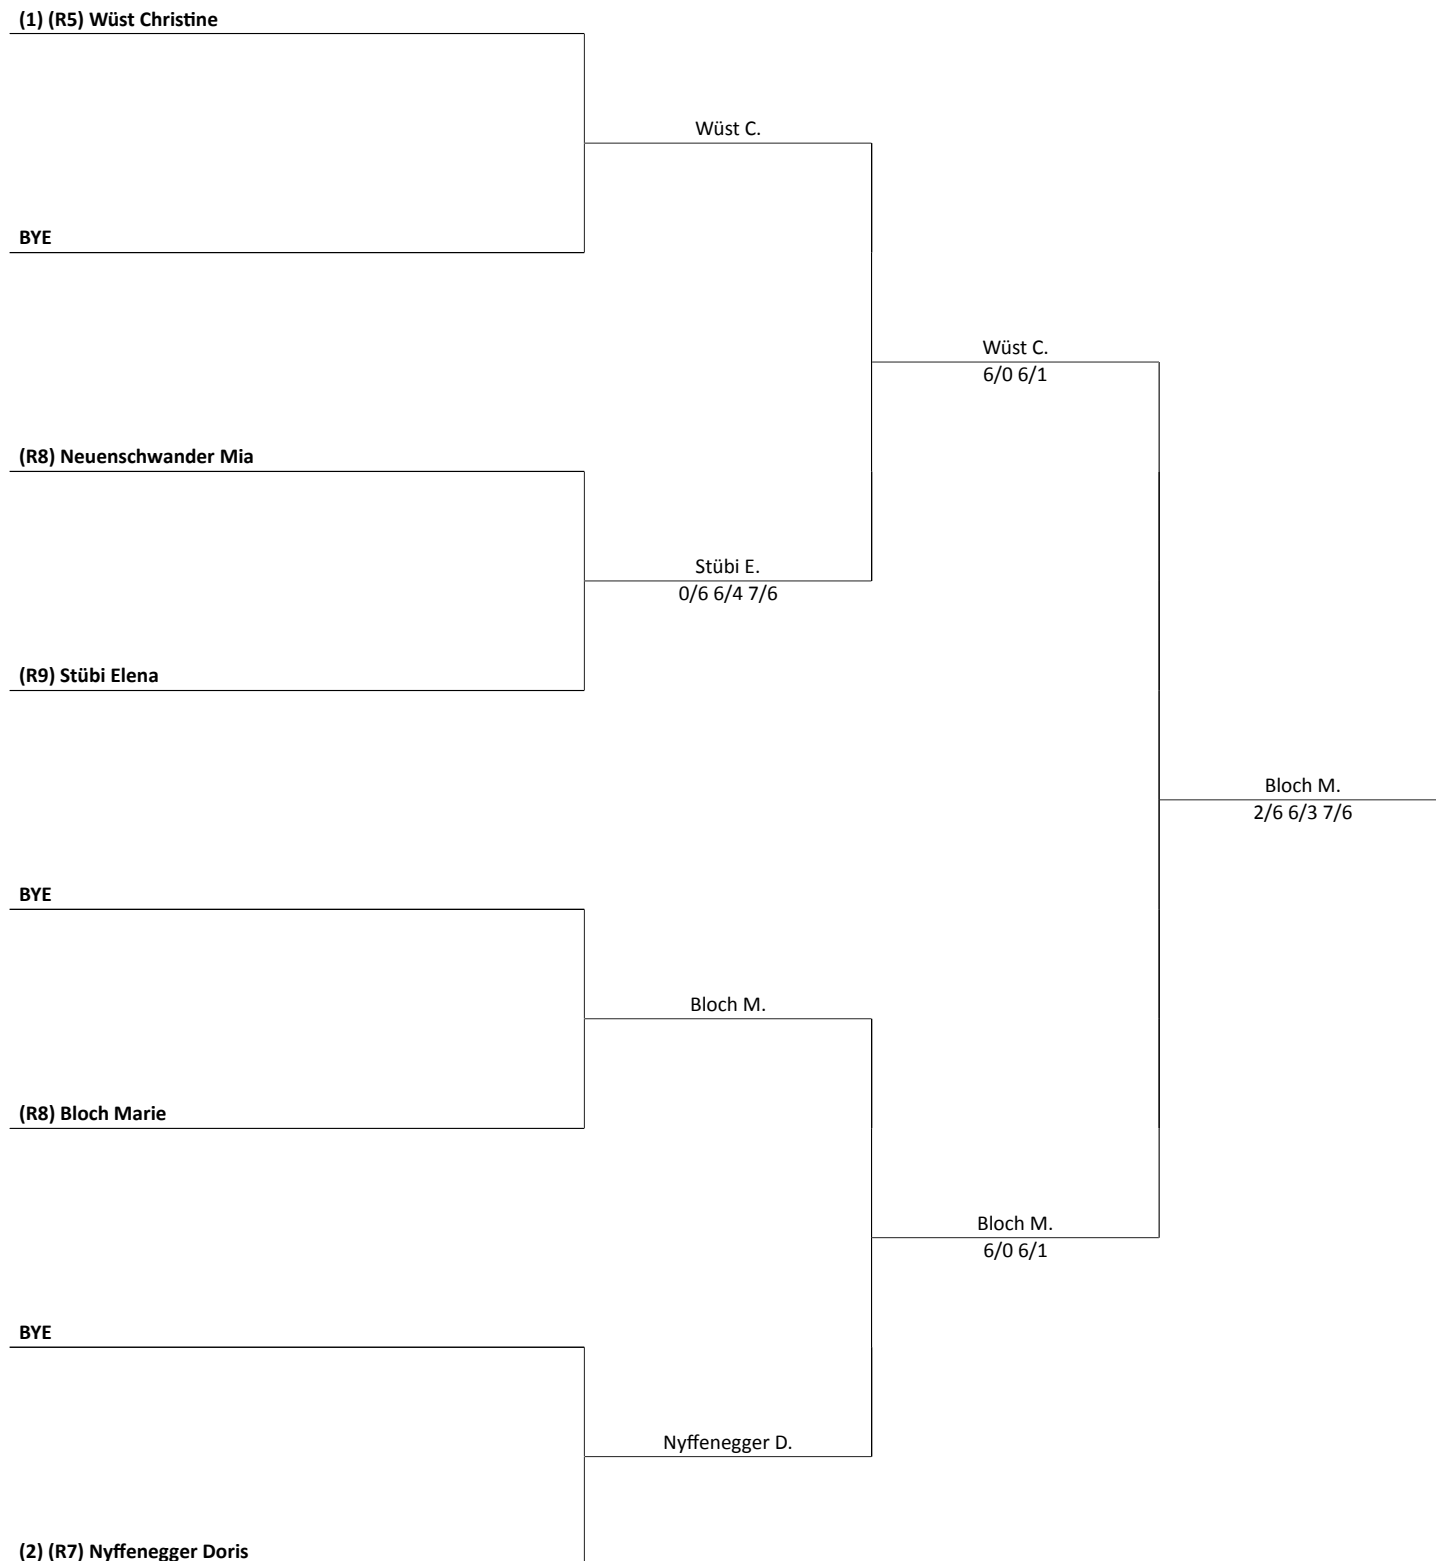 (1) (R5) Wüst Christine
Wüst C.
BYE
Wüst C.
6/0 6/1
(R8) Neuenschwander Mia
Stübi E.
0/6 6/4 7/6
(R9) Stübi Elena
Bloch M.
2/6 6/3 7/6
BYE
Bloch M.
(R8) Bloch Marie
Bloch M.
6/0 6/1
BYE
Nyffenegger D.
(2) (R7) Nyffenegger Doris